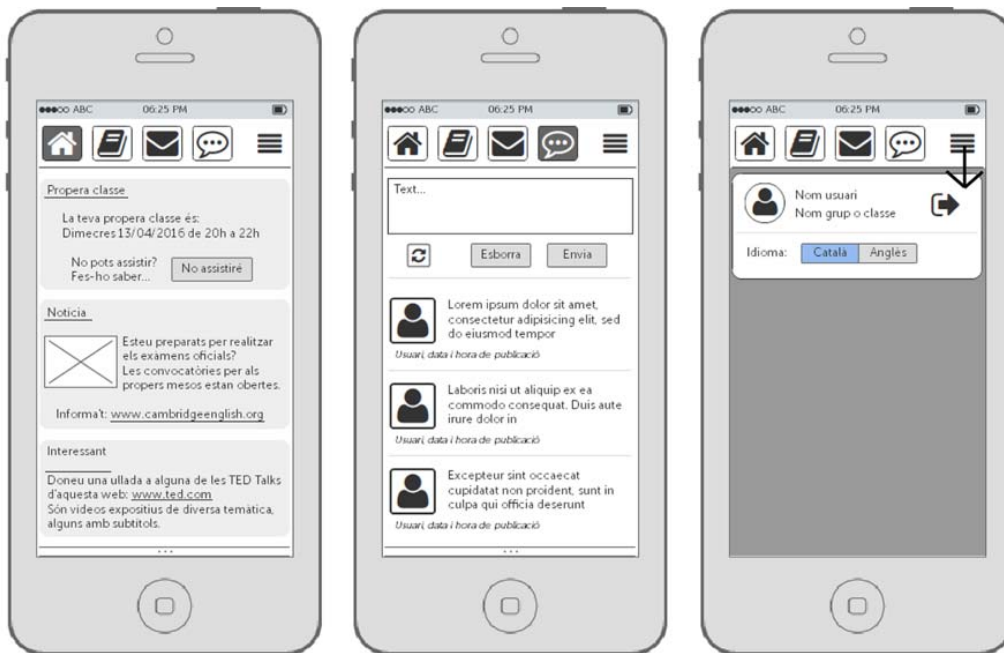 ●●●○○ ABC 06:25 PM
Propera classe
La teva propera classe és:
Dimecres 13/04/2016 de 20h a 22h
No pots assistir?
Fes-ho saber...
No assistiré
Notícia
Esteu preparats per realitzar
els exàmens oficials?
Les convocatòries per als
propers mesos estan obertes.
Informa't: www.cambridgeenglish.org
Interessant
Doneu una ullada a alguna de les TED Talks
d'aquesta web: www.ted.com
Són vídeos expositius de diversa temàtica,
alguns amb subtítols.
...
●●●○○ ABC 06:25 PM
Text...
Esborra Envia
Lorem ipsum dolor sit amet,
consectetur adipisicing elit, sed
do eiusmod tempor
Usuari, data i hora de publicació
Laboris nisi ut aliquip ex ea
commodo consequat. Duis aute
irure dolor in
Usuari, data i hora de publicació
Excepteur sint occaecat
cupidatat non proident, sunt in
culpa qui officia deserunt
Usuari, data i hora de publicació
...
●●●○○ ABC 06:25 PM
Nom usuari
Nom grup o classe
Idioma: Català Anglès